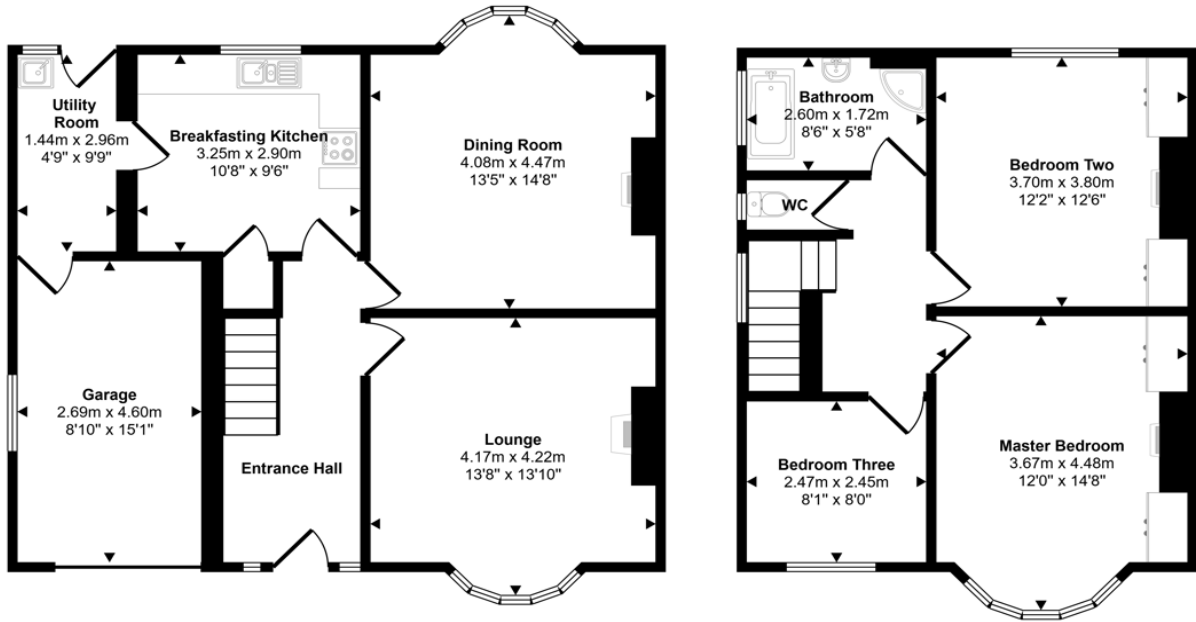 Utility
Room
1.44m x 2.96m
4'9" x 9'9"
Breakfasting Kitchen
3.25m x 2.90m
10'8" x 9'6"
Dining Room
4.08m x 4.47m
13'5" x 14'8"
Garage
2.69m x 4.60m
8'10" x 15'1"
Entrance Hall
Lounge
4.17m x 4.22m
13'8" x 13'10"
Bathroom
2.60m x 1.72m
8'6" x 5'8"
WC
Bedroom Two
3.70m x 3.80m
12'2" x 12'6"
Bedroom Three
2.47m x 2.45m
8'1" x 8'0"
Master Bedroom
3.67m x 4.48m
12'0" x 14'8"